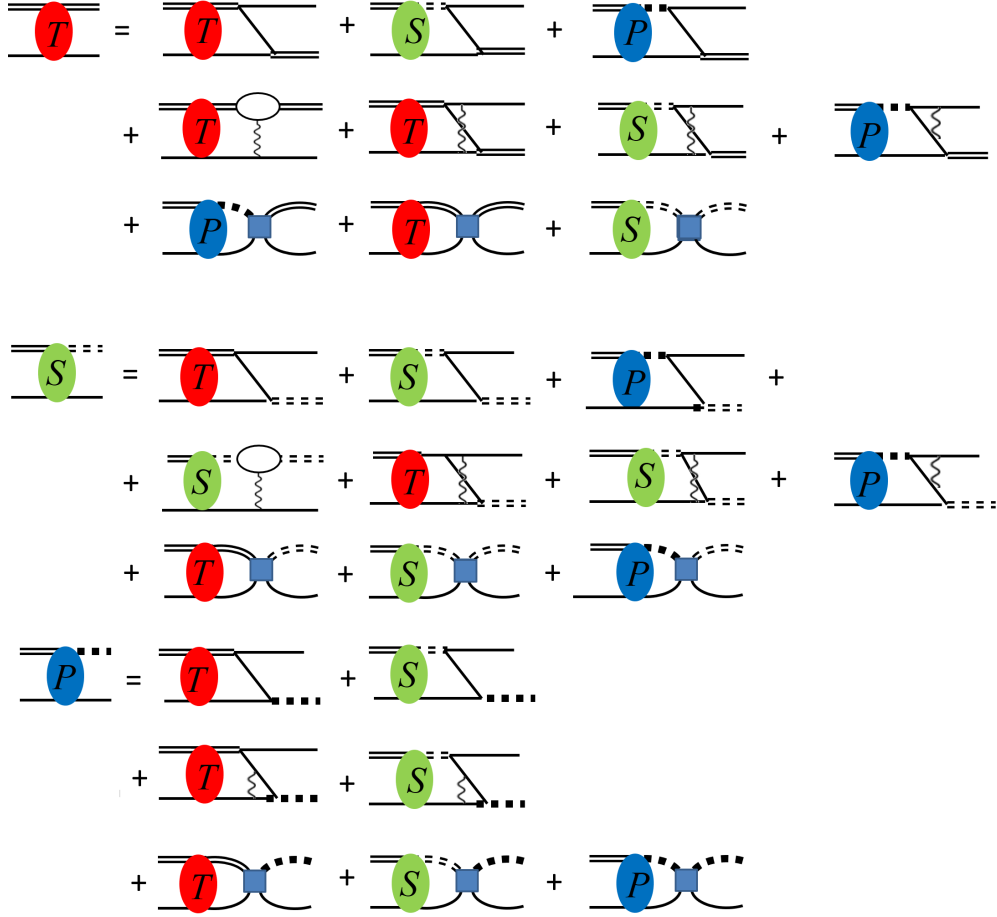 T = T + S + P
+ T + T + S + P
+ P + T + S
S = T + S + P +
+ S + T + S + P
+ T + S + P
P = T + S
+ T + S
+ T + S + P